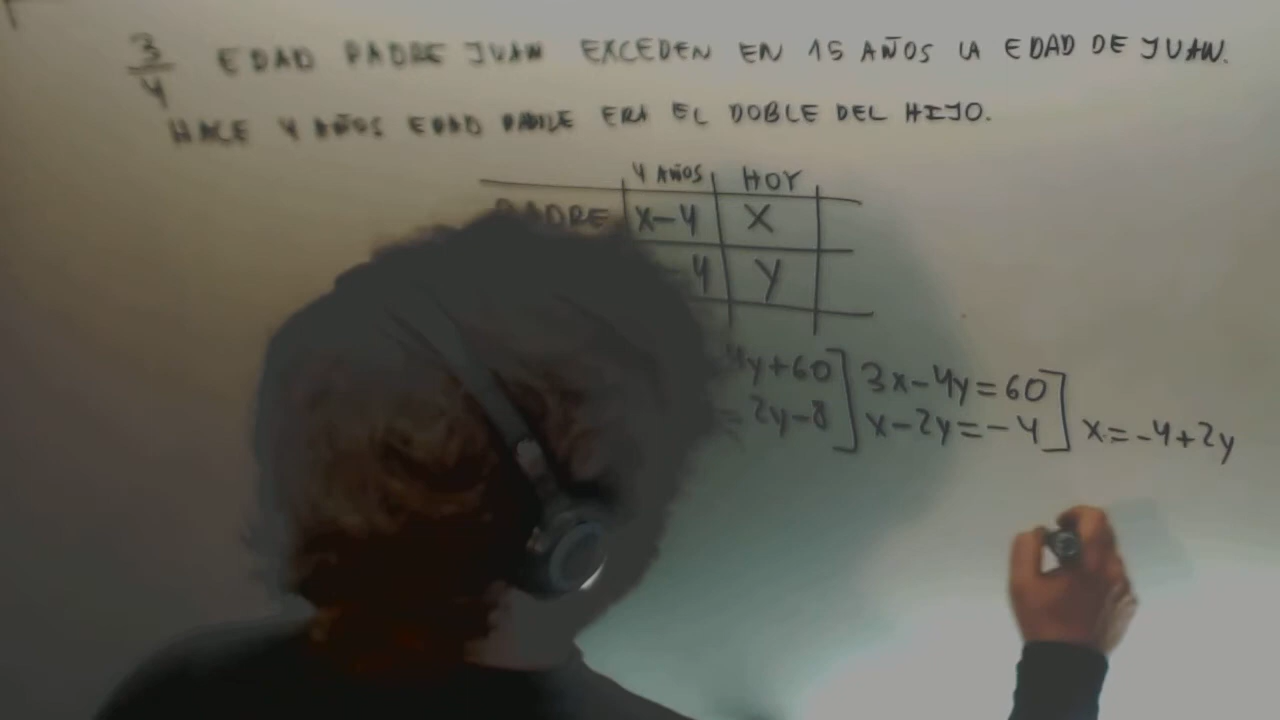 3/4 EDAD PADRE JUAN EXCEDEN EN 15 AÑOS LA EDAD DE JUAN.
HACE 4 AÑOS EDAD PADRE ERA EL DOBLE DEL HIJO.
4 AÑOS HOY
PADRE x-4 X
-4 Y
4y+60] 3x-4y=60]
= 2y-8] x-2y=-4] x=-4+2y